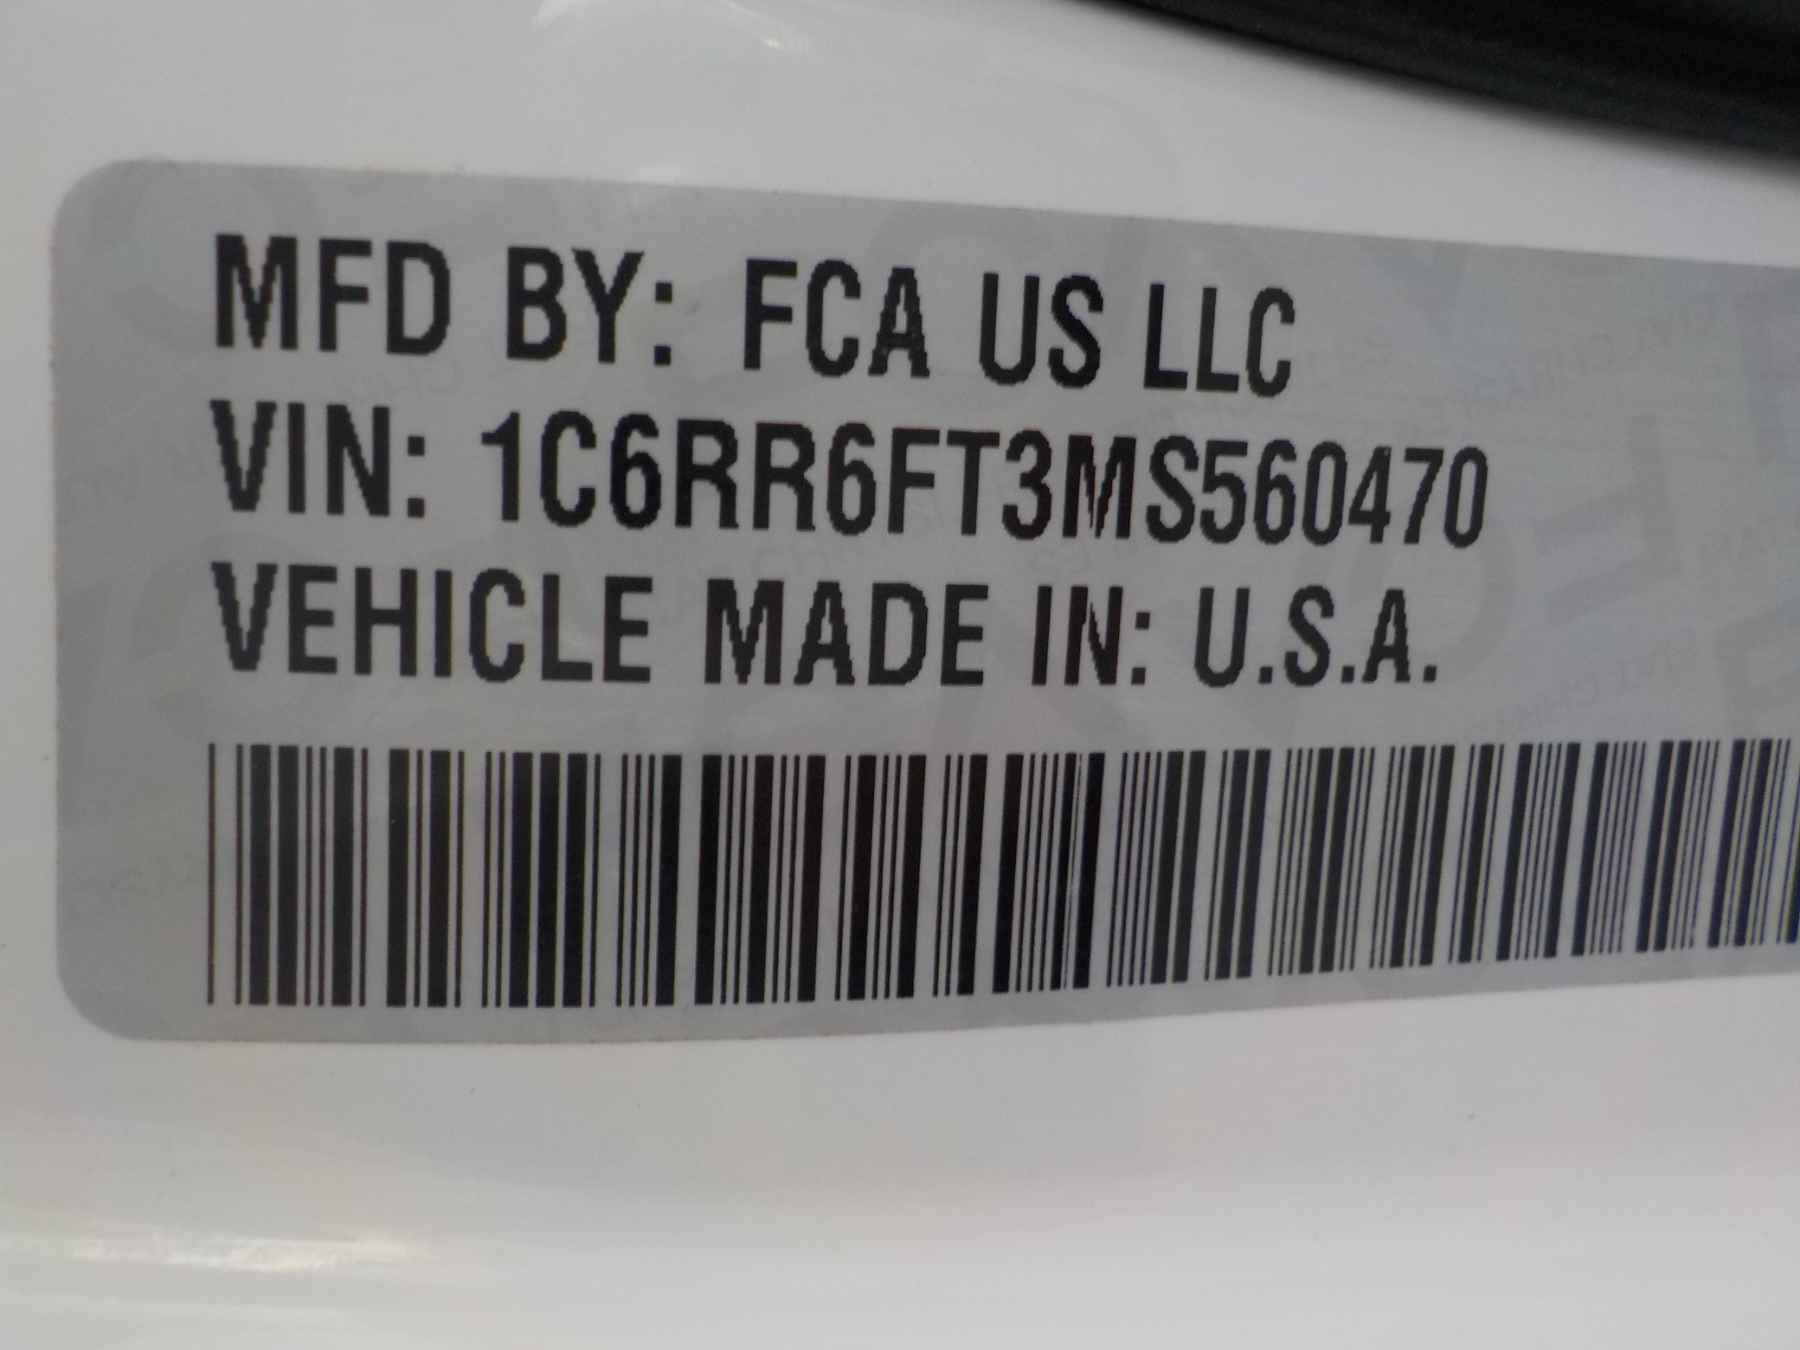 MFD BY: FCA US LLC
VIN: 1C6RR6FT3MS560470
VEHICLE MADE IN: U.S.A.